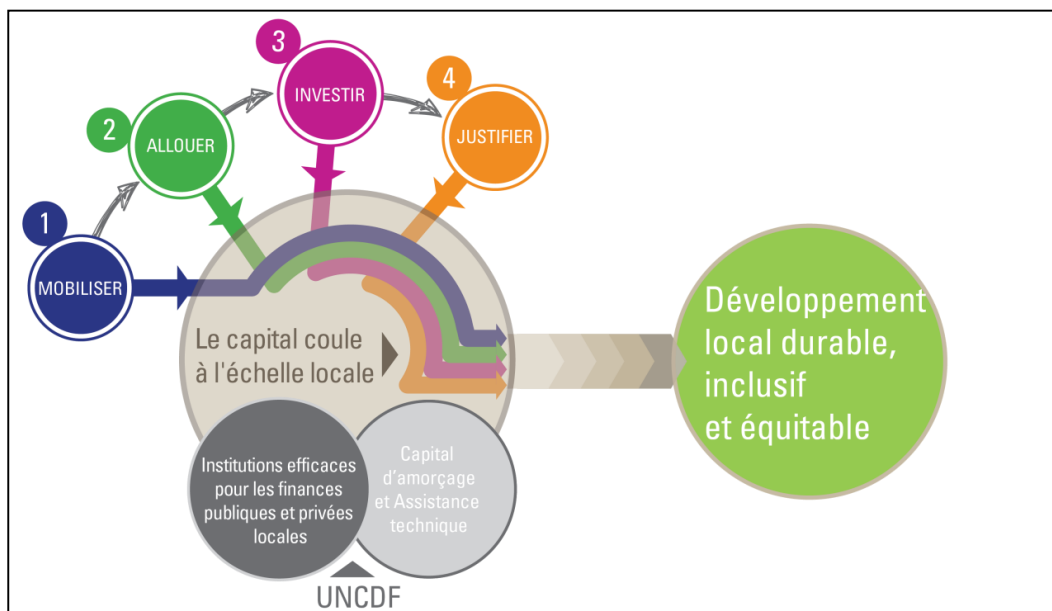 1
MOBILISER
2
ALLOUER
3
INVESTIR
4
JUSTIFIER
Le capital coule
à l'échelle locale
Institutions efficaces
pour les finances
publiques et privées
locales
Capital
d'amorçage
et Assistance
technique
UNCDF
Développement
local durable,
inclusif
et équitable